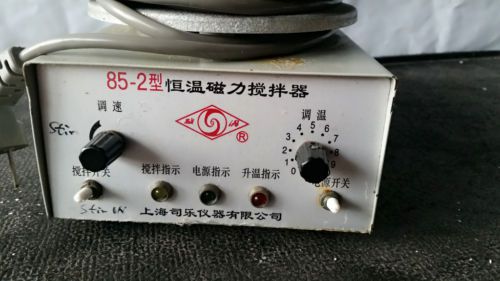 85-2型恒温磁力搅拌器
调速
调温
Stir
®
0 1 2 3 4 5 6 7 8 9
搅拌开关
搅拌指示
电源指示
升温指示
电源开关
Stir
上海司乐仪器有限公司